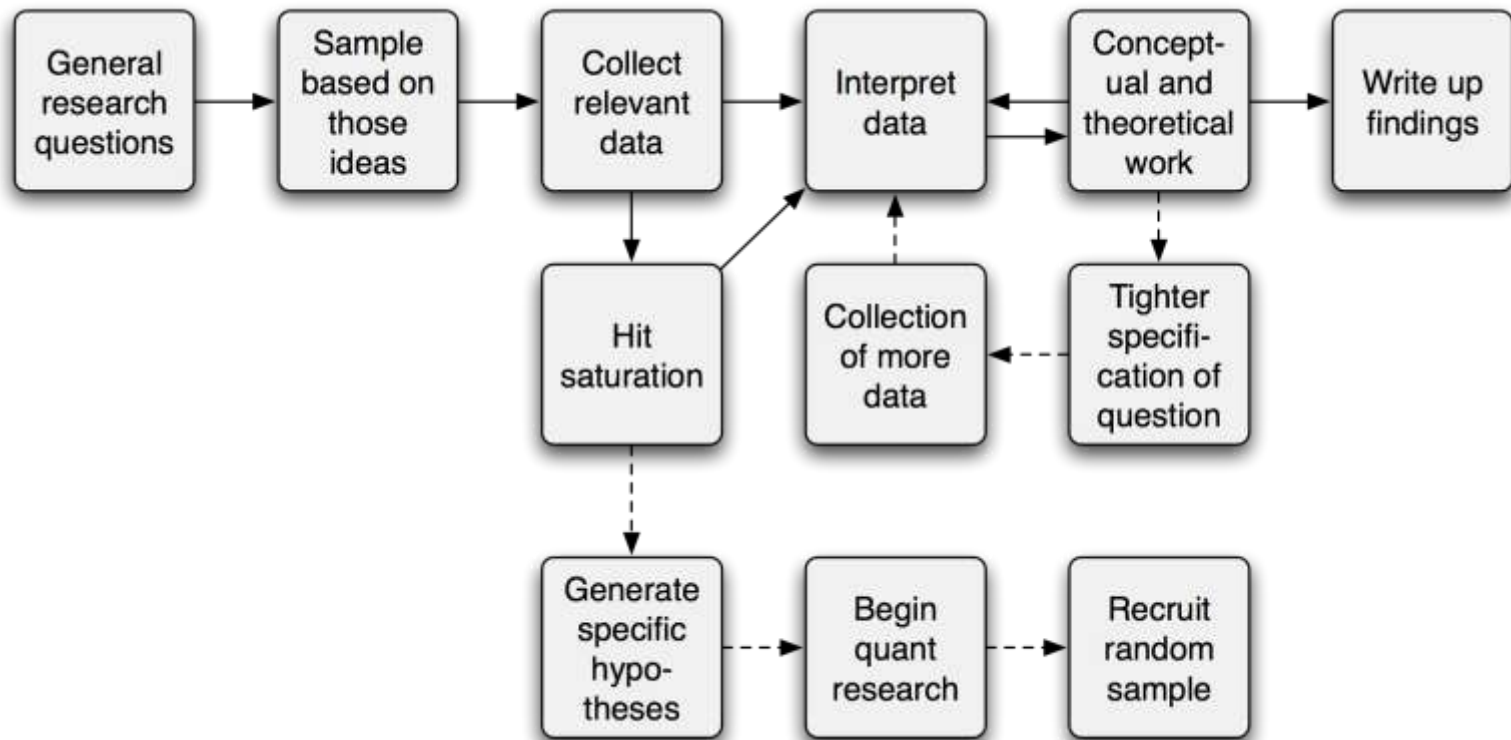 General
research
questions
Sample
based on
those
ideas
Collect
relevant
data
Interpret
data
Concept-
ual and
theoretical
work
Write up
findings
Hit
saturation
Collection
of more
data
Tighter
specifi-
cation of
question
Generate
specific
hypo-
theses
Begin
quant
research
Recruit
random
sample